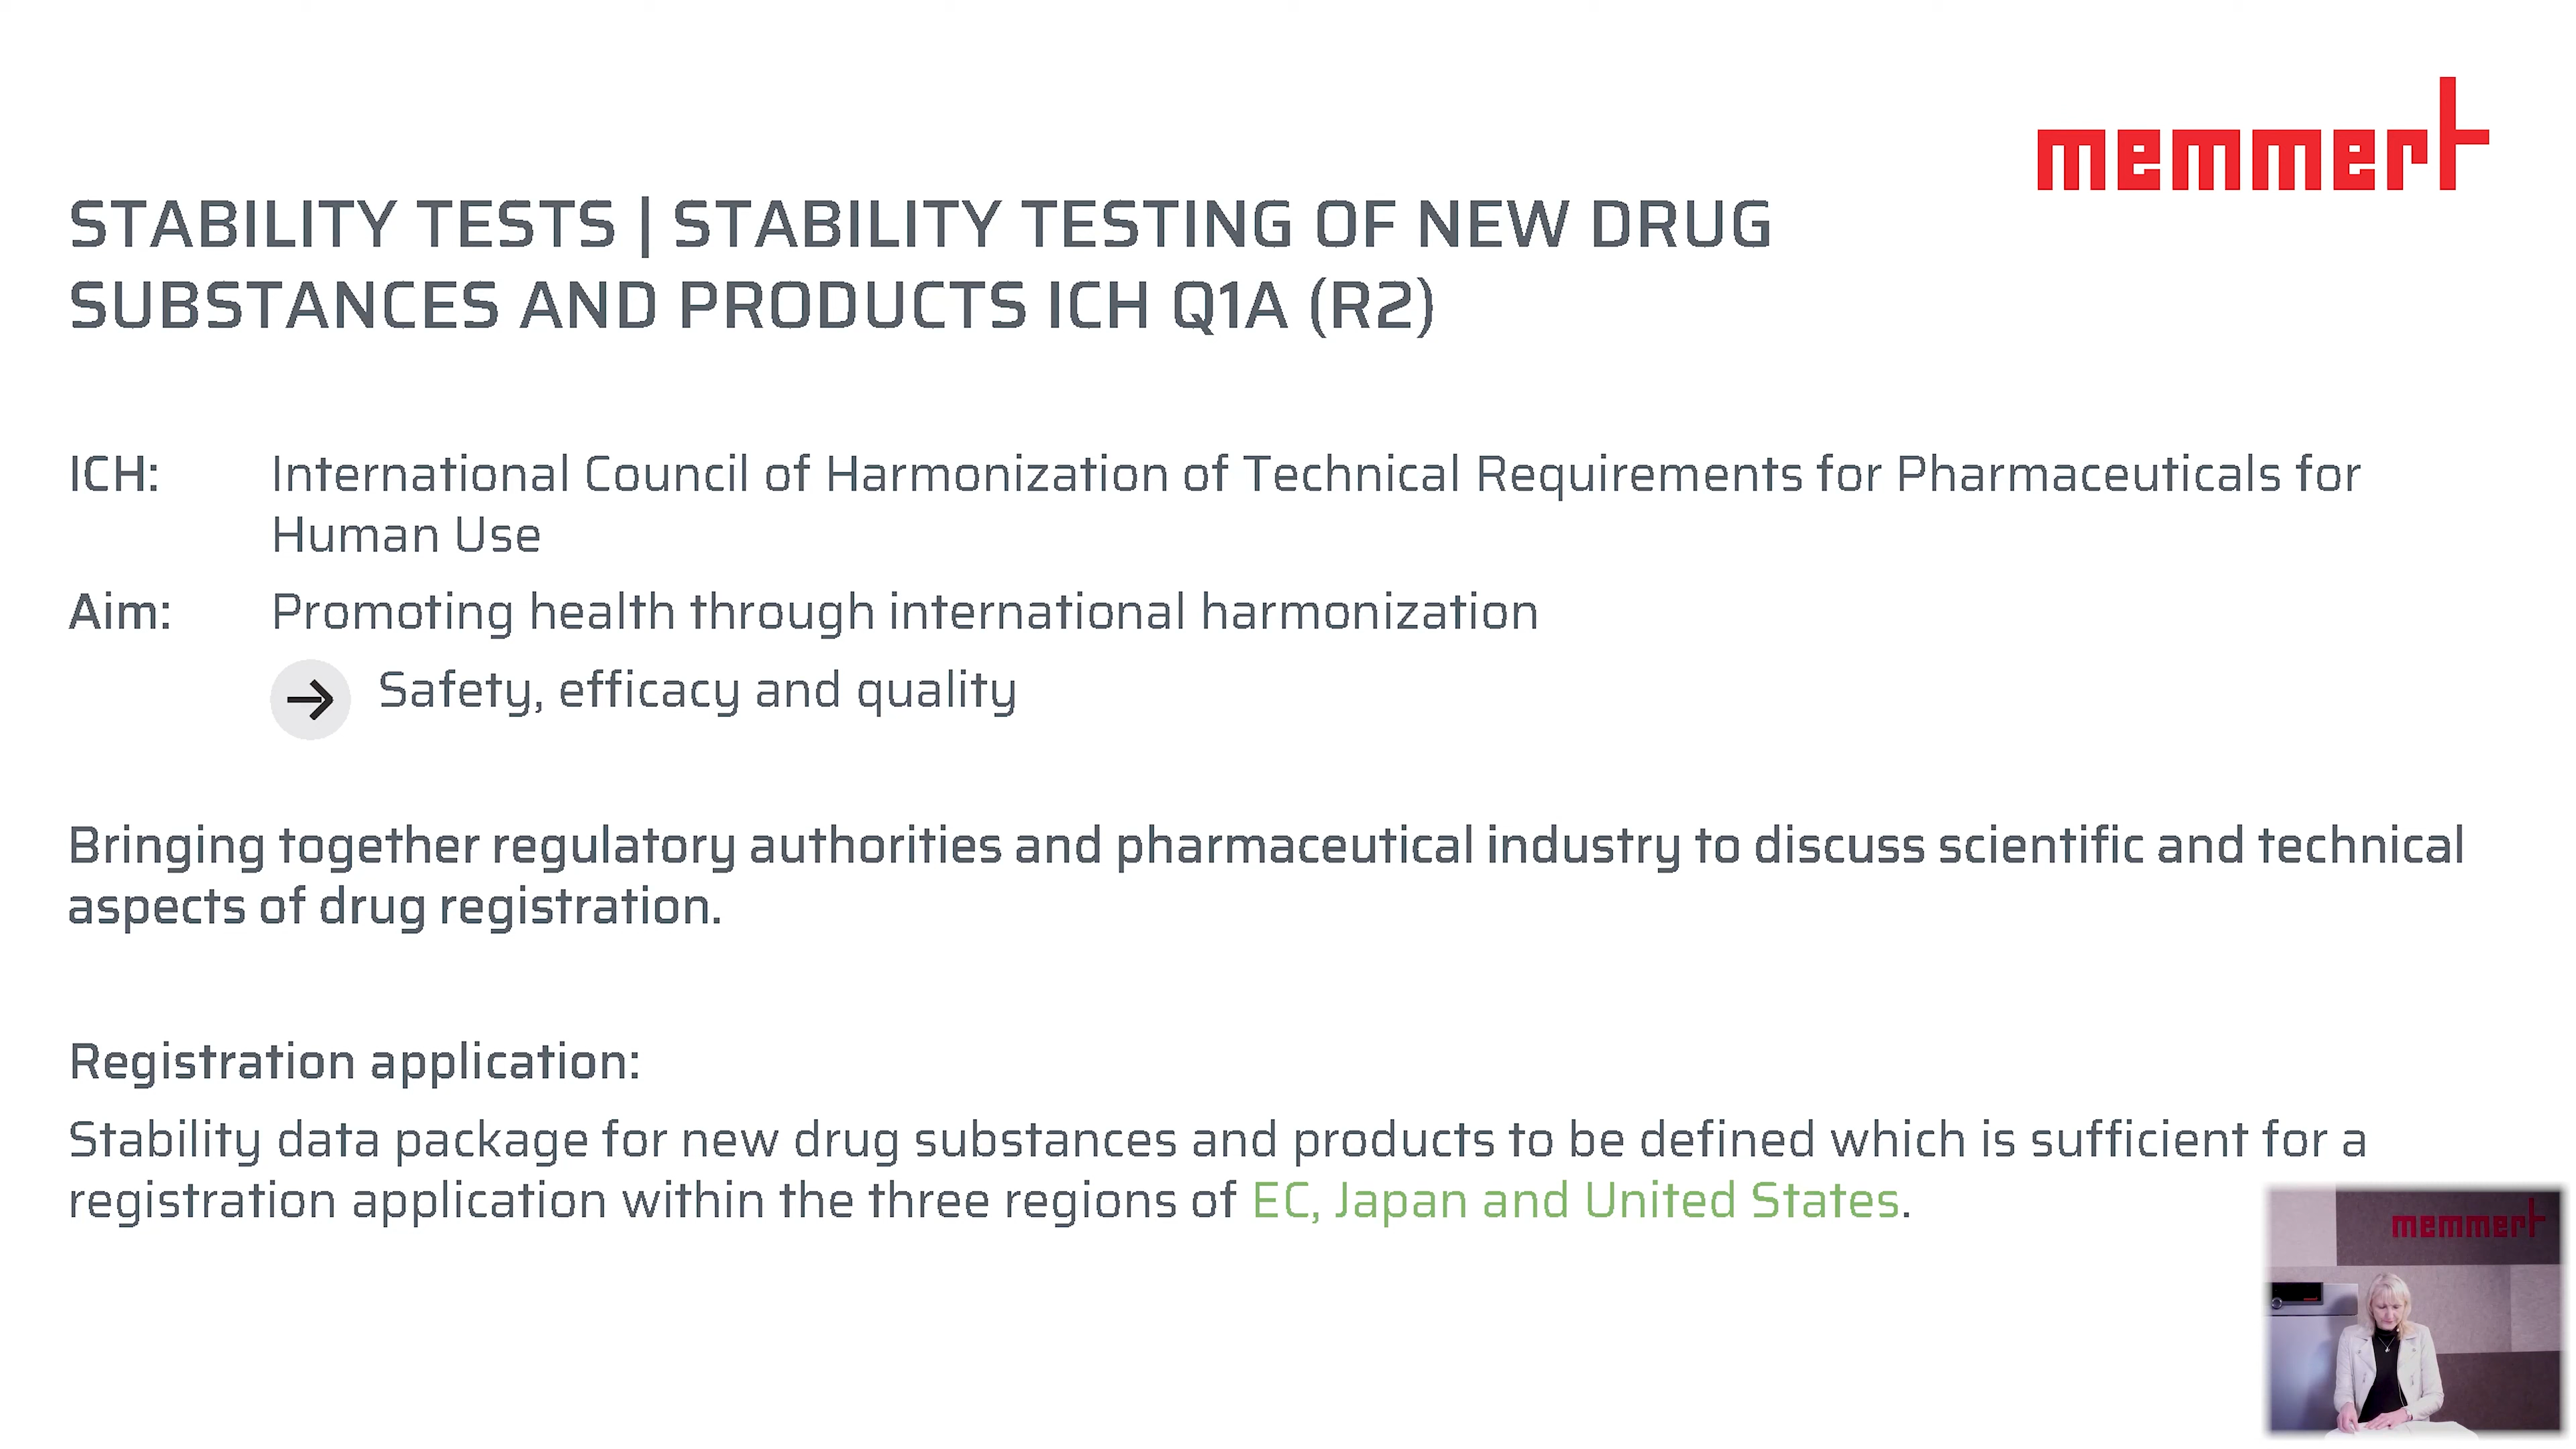 memmert
STABILITY TESTS | STABILITY TESTING OF NEW DRUG
SUBSTANCES AND PRODUCTS ICH Q1A (R2)
ICH: International Council of Harmonization of Technical Requirements for Pharmaceuticals for
Human Use
Aim: Promoting health through international harmonization
→ Safety, efficacy and quality
Bringing together regulatory authorities and pharmaceutical industry to discuss scientific and technical
aspects of drug registration.
Registration application:
Stability data package for new drug substances and products to be defined which is sufficient for a
registration application within the three regions of EC, Japan and United States.
memmert